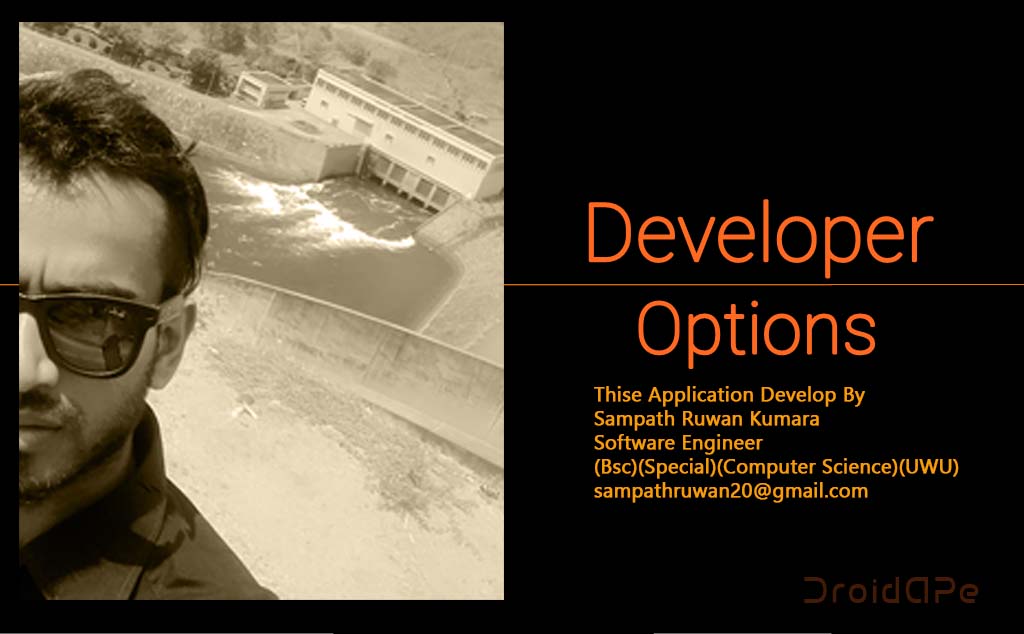 Developer
Options
Thise Application Develop By
Sampath Ruwan Kumara
Software Engineer
(Bsc)(Special)(Computer Science)(UWU)
sampathruwan20@gmail.com
DroidAPe